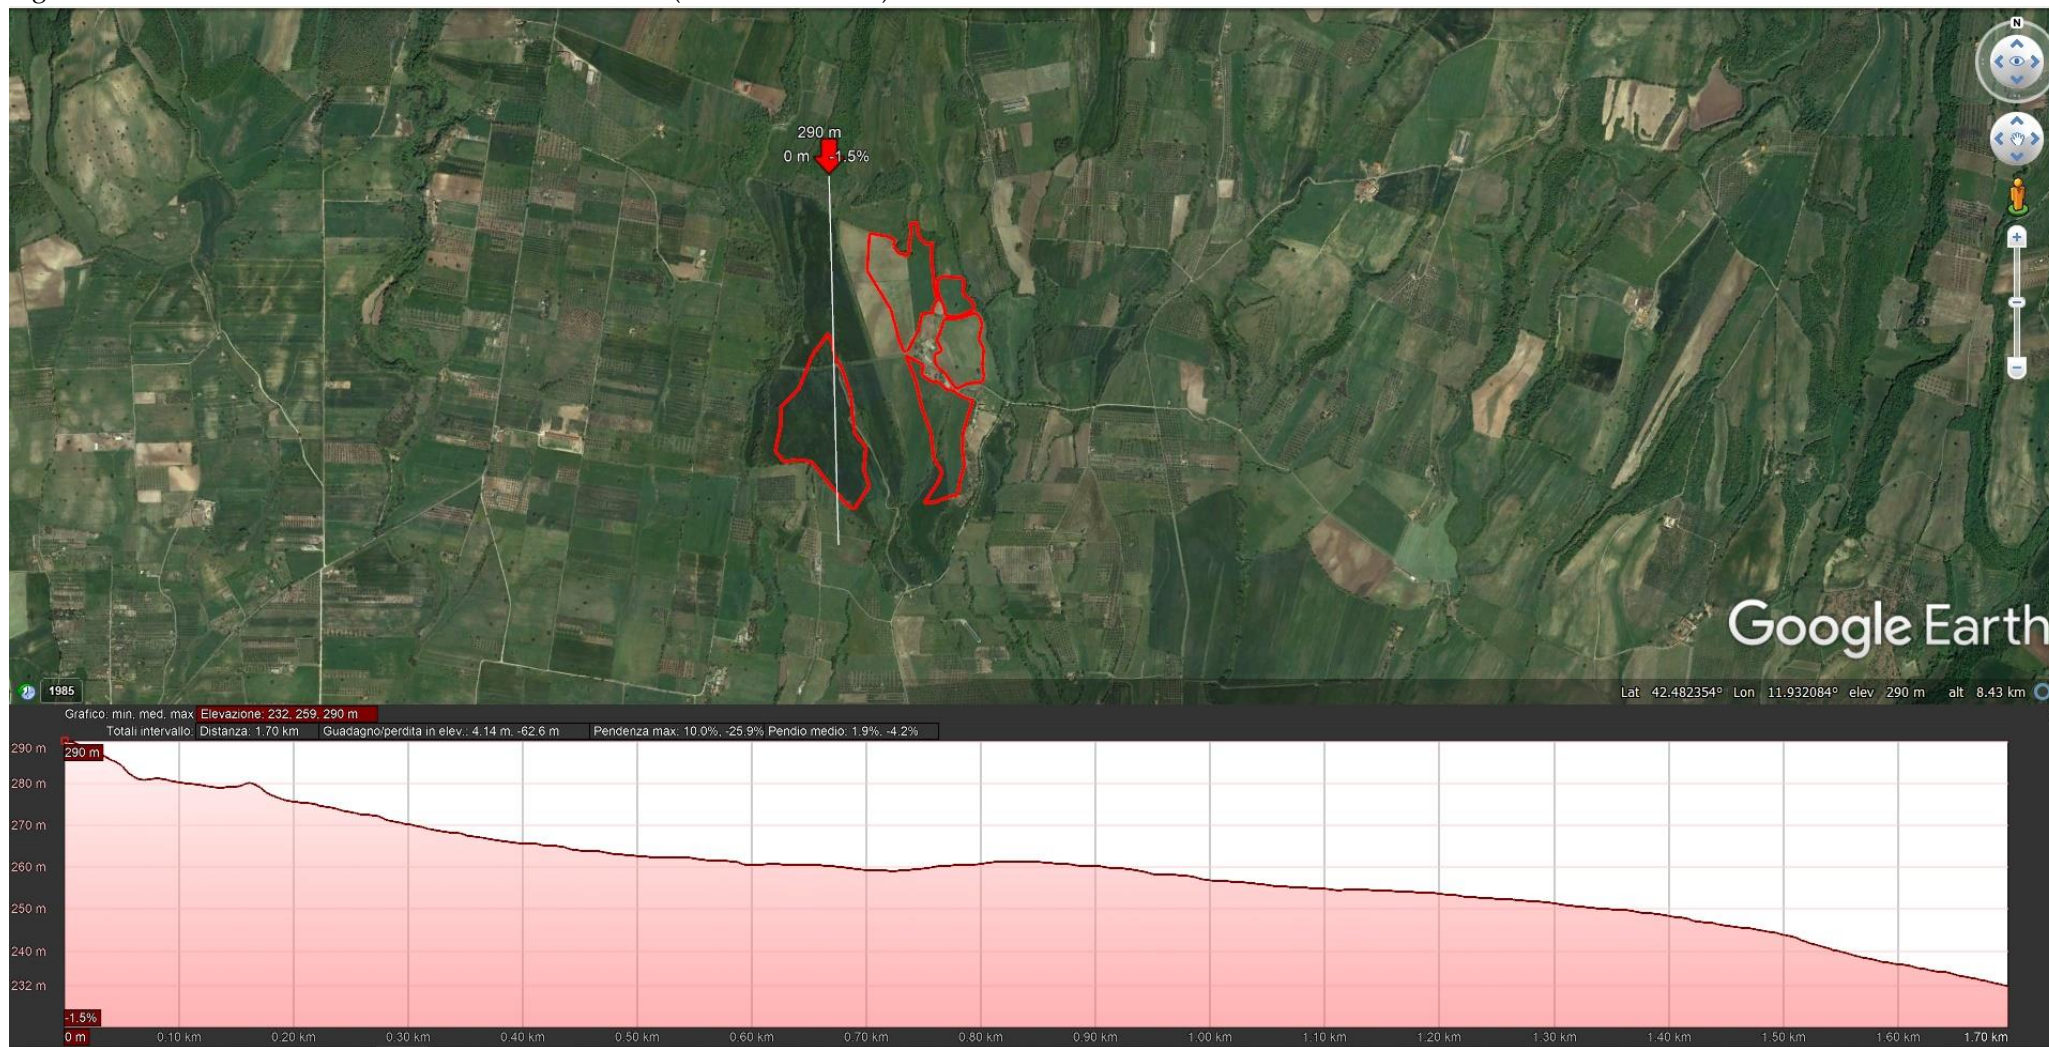 N
290 m
0 m -1.5%
Google Earth
1985
Lat 42.482354° Lon 11.932084° elev 290 m alt 8.43 km
Grafico: min, med, max Elevazione: 232, 259, 290 m
Totali intervallo: Distanza: 1.70 km Guadagno/perdita in elev.: 4.14 m, -62.6 m Pendenza max: 10.0%, -25.9% Pendio medio: 1.9%, -4.2%
290 m
290 m
280 m
270 m
260 m
250 m
240 m
232 m
-1.5%
0 m 0.10 km 0.20 km 0.30 km 0.40 km 0.50 km 0.60 km 0.70 km 0.80 km 0.90 km 1.00 km 1.10 km 1.20 km 1.30 km 1.40 km 1.50 km 1.60 km 1.70 km